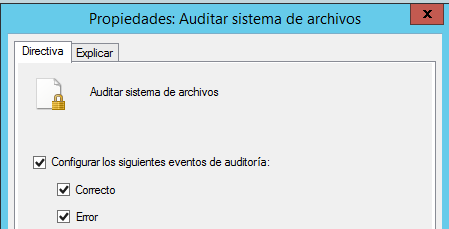 Propiedades: Auditar sistema de archivos
x
Directiva Explicar
Auditar sistema de archivos
Configurar los siguientes eventos de auditoría:
Correcto
Error